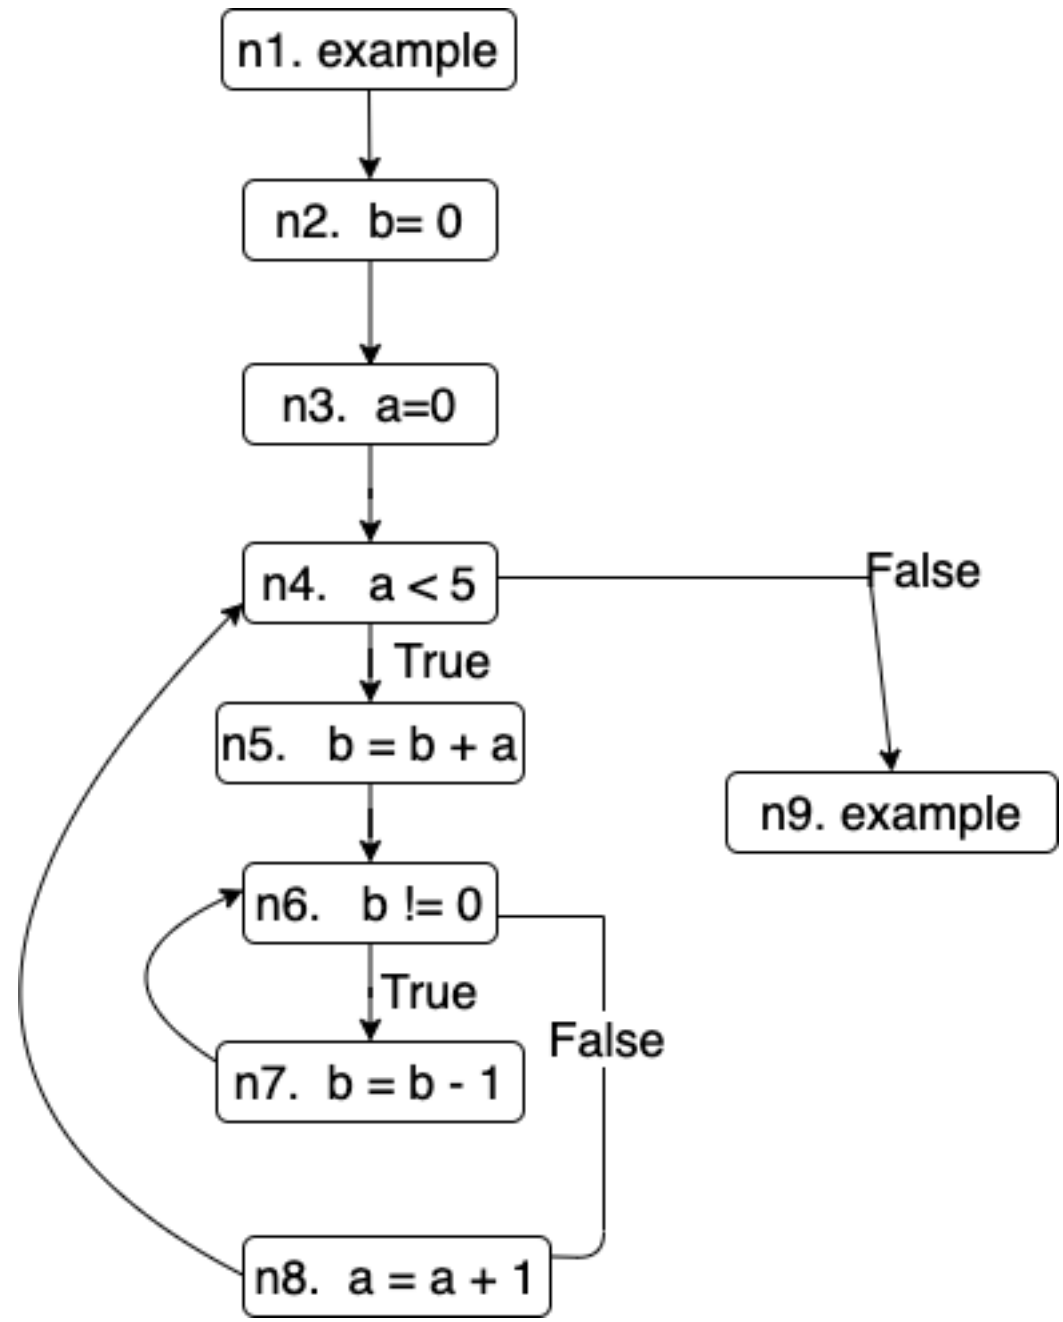 n1. example
n2.  b= 0
n3.  a=0
n4.   a < 5
False
True
n5.   b = b + a
n9. example
n6.   b != 0
True
False
n7.  b = b - 1
n8.  a = a + 1